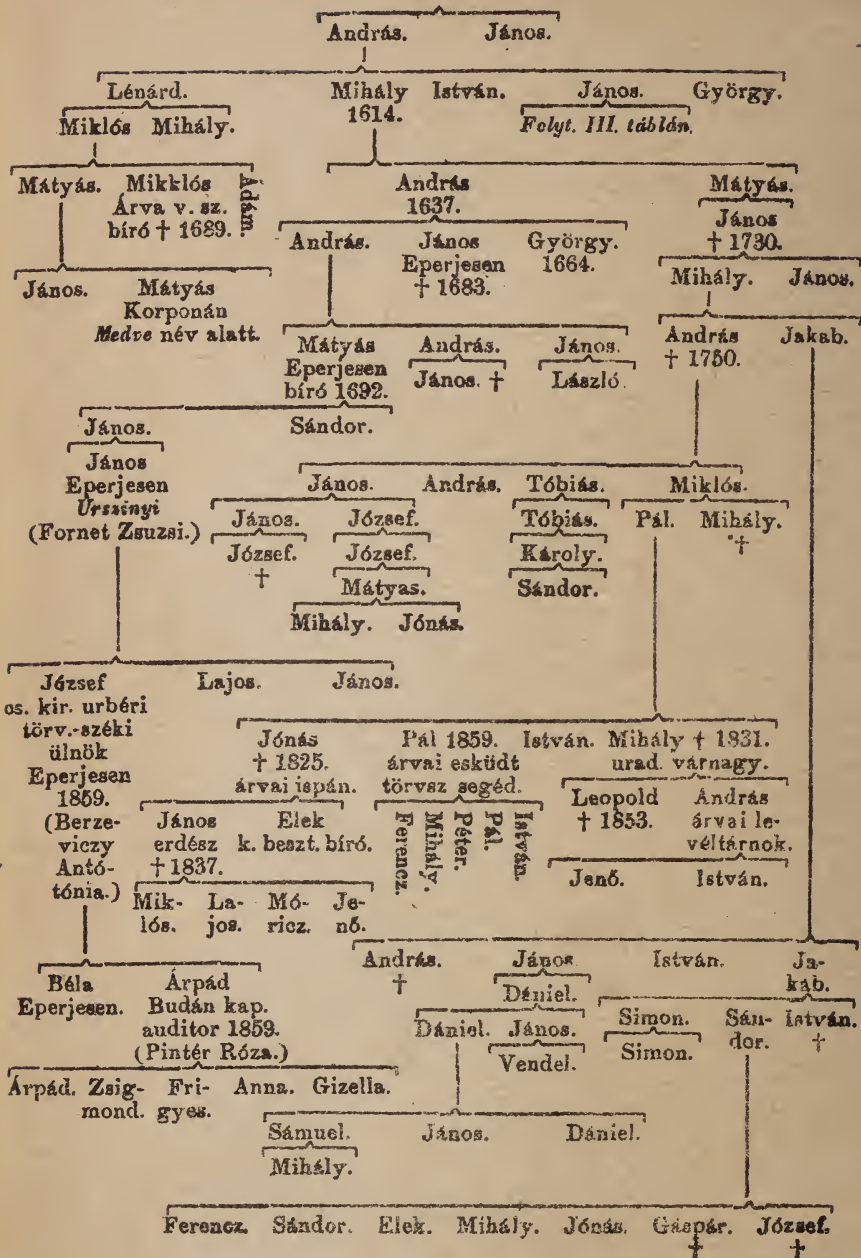 András. János.
Lénárd. Mihály István. János. György.
1614. Folyt. III. táblán.
Miklós Mihály.
Mátyás. Mikklós Ádám. András Mátyás.
Árva v. sz. 1637. János
bíró † 1689. † 1730.
András. János György.
Eperjesen 1664. Mihály. János.
† 1683.
János. Mátyás
Korponán
Medve név alatt.
Mátyás András. János. András Jakab.
Eperjesen János. † László. † 1750.
bíró 1692.
János. Sándor.
János
Eperjesen János. András. Tóbiás. Miklós.
Urszinyi
(Fornet Zsuzsi.) János. József. Tóbiás. Pál. Mihály.
†
József. József. Károly.
† Mátyas. Sándor.
Mihály. Jónás.
József Lajos. János.
os. kir. urbéri
törv.-széki
ülnök
Eperjesen
1859.
(Berze-
viczy
Antó-
tónia.)
Jónás Pál 1859. István. Mihály † 1831.
† 1825. árvai esküdt urad. várnagy.
árvai ispán. törvsz segéd.
Ferencz. Mihály. Péter. Pál. István.
Leopold András
† 1853. árvai le-
véltárnok.
János Elek
erdész k. beszt. bíró.
† 1837.
Jenő. István.
Mik- La- Mó- Je-
lós. jos. ricz. nő.
András. János István. Ja-
† Dániel. kab.
Béla Árpád
Eperjesen. Budán kap.
auditor 1859.
(Pintér Róza.)
Dániel. János. Simon. Sán- István.
Vendel. Simon. dor. †
Árpád. Zsig- Fri- Anna. Gizella.
mond. gyes.
Sámuel. János. Dániel.
Mihály.
Ferencz. Sándor. Elek. Mihály. Jónás. Gáspár. József.
† †